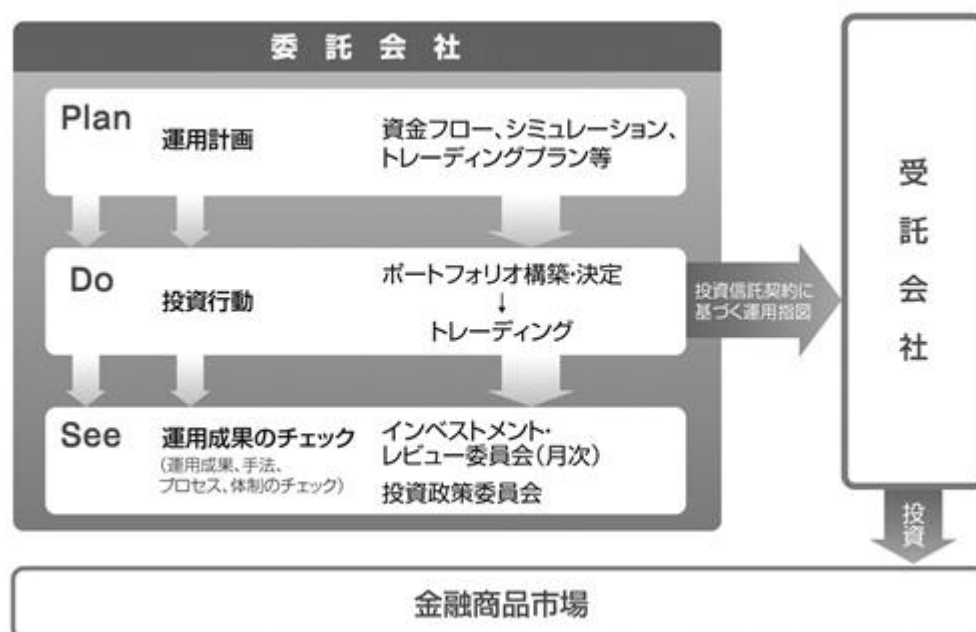 委託会社
Plan
運用計画
資金フロー、シミュレーション、
トレーディングプラン等
Do
投資行動
ポートフォリオ構築・決定
↓
トレーディング
See
運用成果のチェック
(運用成果、手法、
プロセス、体制のチェック)
インベストメント・
レビュー委員会(月次)
投資政策委員会
投資信託契約に
基づく運用指図
受託会社
投資
金融商品市場